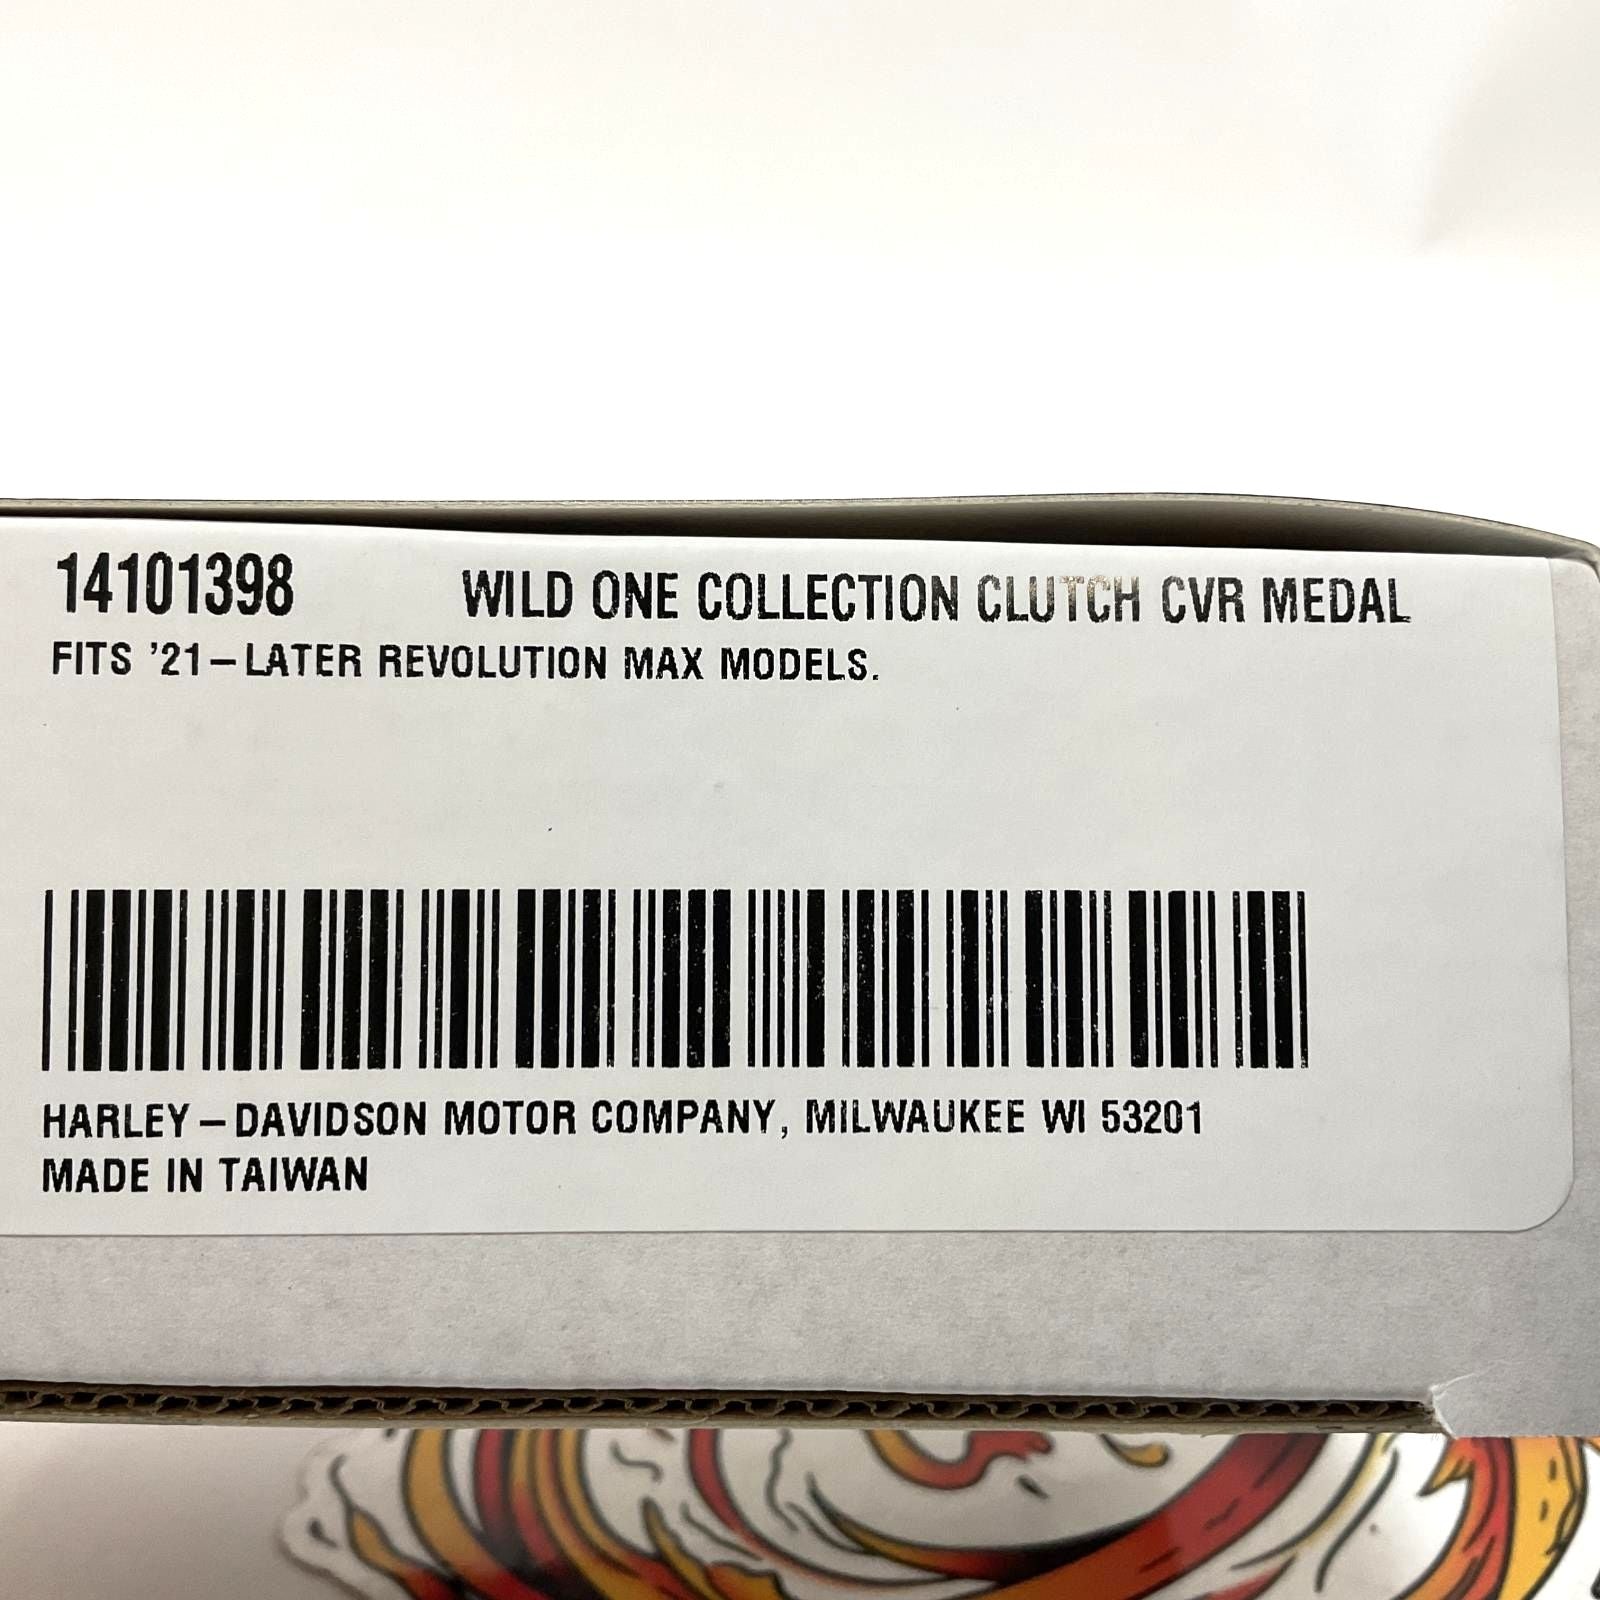 14101398 WILD ONE COLLECTION CLUTCH CVR MEDAL
FITS '21–LATER REVOLUTION MAX MODELS.
HARLEY–DAVIDSON MOTOR COMPANY, MILWAUKEE WI 53201
MADE IN TAIWAN